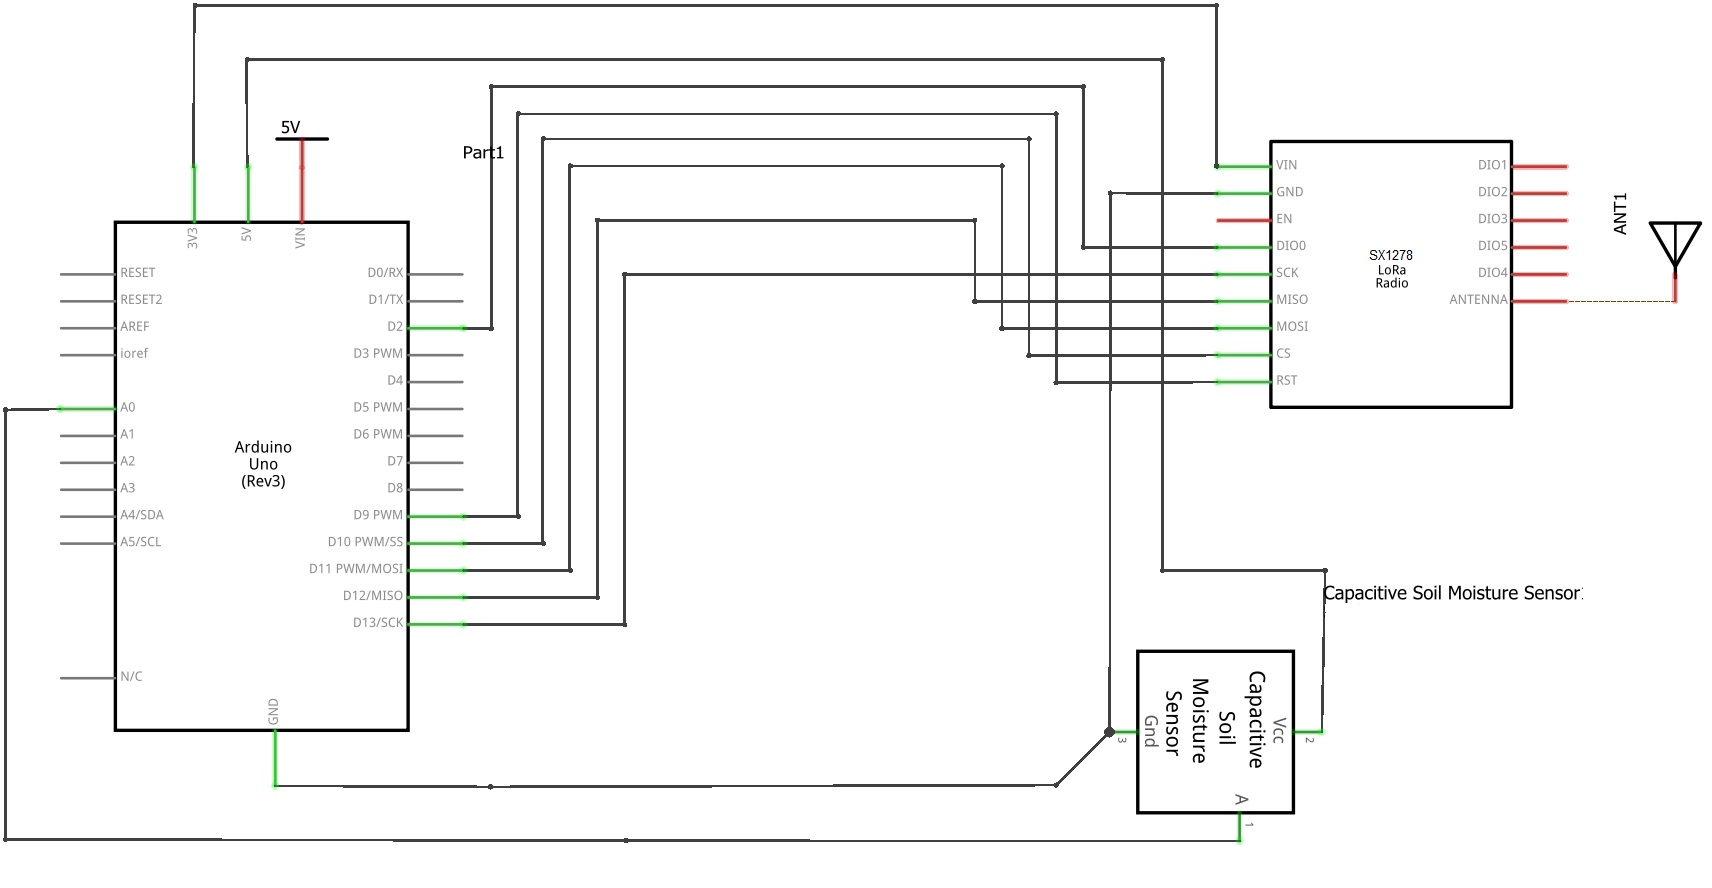 5V
Part1
3V3
5V
VIN
RESET
RESET2
AREF
ioref
A0
A1
A2
A3
A4/SDA
A5/SCL
N/C
GND
Arduino
Uno
(Rev3)
D0/RX
D1/TX
D2
D3 PWM
D4
D5 PWM
D6 PWM
D7
D8
D9 PWM
D10 PWM/SS
D11 PWM/MOSI
D12/MISO
D13/SCK
VIN
GND
EN
DIO0
SCK
MISO
MOSI
CS
RST
SX1278
LoRa
Radio
DIO1
DIO2
DIO3
DIO5
DIO4
ANTENNA
ANT1
Capacitive Soil Moisture Sensor
Capacitive
Soil
Moisture
Sensor
Vcc
2
Gnd
3
A
1